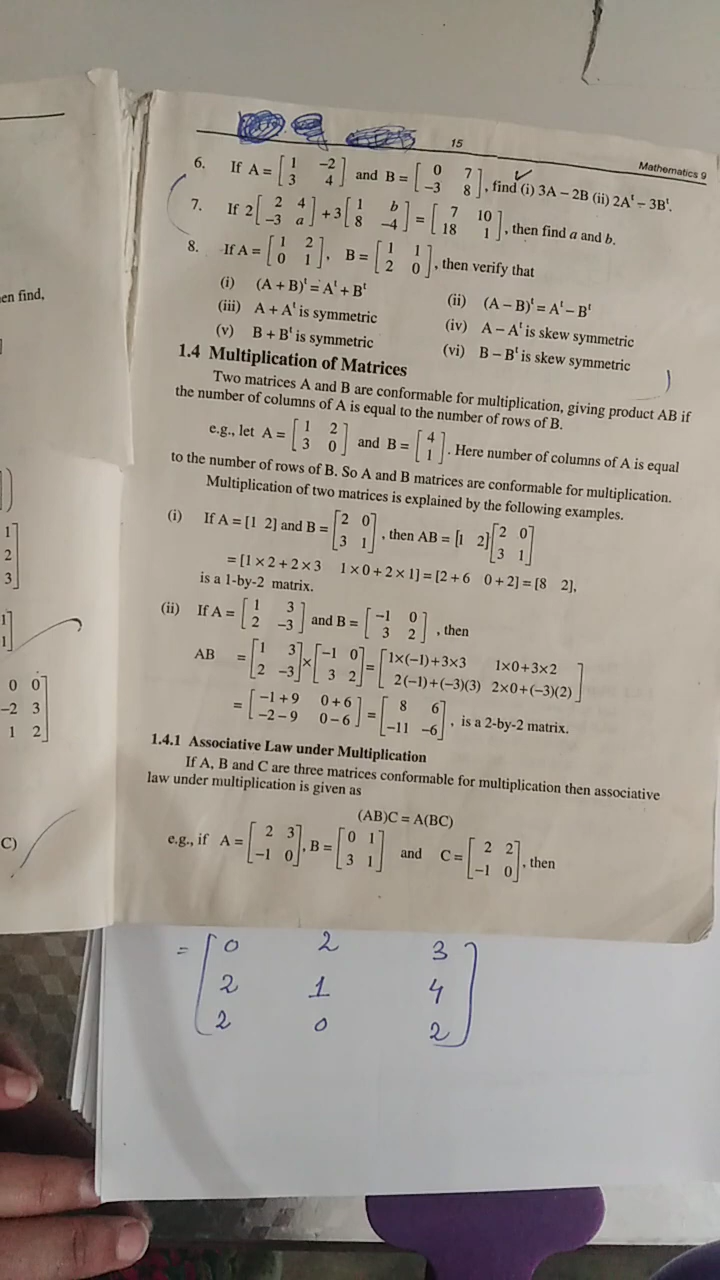 15
Mathematics 9
6. If A = [1 -2 3 4] and B = [0 7 -3 8], find (i) 3A – 2B (ii) 2Aᵗ – 3Bᵗ.
7. If 2[2 4 -3 a] + 3[1 b 8 -4] = [7 10 18 1], then find a and b.
8. If A = [1 2 0 1], B = [1 1 2 0], then verify that
(i) (A + B)ᵗ = Aᵗ + Bᵗ
(ii) (A – B)ᵗ = Aᵗ – Bᵗ
(iii) A + Aᵗ is symmetric
(iv) A – Aᵗ is skew symmetric
(v) B + Bᵗ is symmetric
(vi) B – Bᵗ is skew symmetric
1.4 Multiplication of Matrices
Two matrices A and B are conformable for multiplication, giving product AB if
the number of columns of A is equal to the number of rows of B.
e.g., let A = [1 2 3 0] and B = [4 1]. Here number of columns of A is equal
to the number of rows of B. So A and B matrices are conformable for multiplication.
Multiplication of two matrices is explained by the following examples.
(i) If A = [1 2] and B = [2 0 3 1], then AB = [1 2][2 0 3 1]
= [1 × 2 + 2 × 3 1 × 0 + 2 × 1] = [2 + 6 0 + 2] = [8 2],
is a 1-by-2 matrix.
(ii) If A = [1 3 2 -3] and B = [-1 0 3 2], then
AB = [1 3 2 -3] × [-1 0 3 2] = [1×(-1)+3×3 1×0+3×2 2(-1)+(-3)(3) 2×0+(-3)(2)]
= [-1+9 0+6 -2-9 0-6] = [8 6 -11 -6], is a 2-by-2 matrix.
1.4.1 Associative Law under Multiplication
If A, B and C are three matrices conformable for multiplication then associative
law under multiplication is given as
(AB)C = A(BC)
e.g., if A = [2 3 -1 0], B = [0 1 3 1] and C = [2 2 -1 0], then
en find,
1
2
3
1
1
0 0
-2 3
1 2
C)
= [0 2 3
2 1 4
2 0 2]